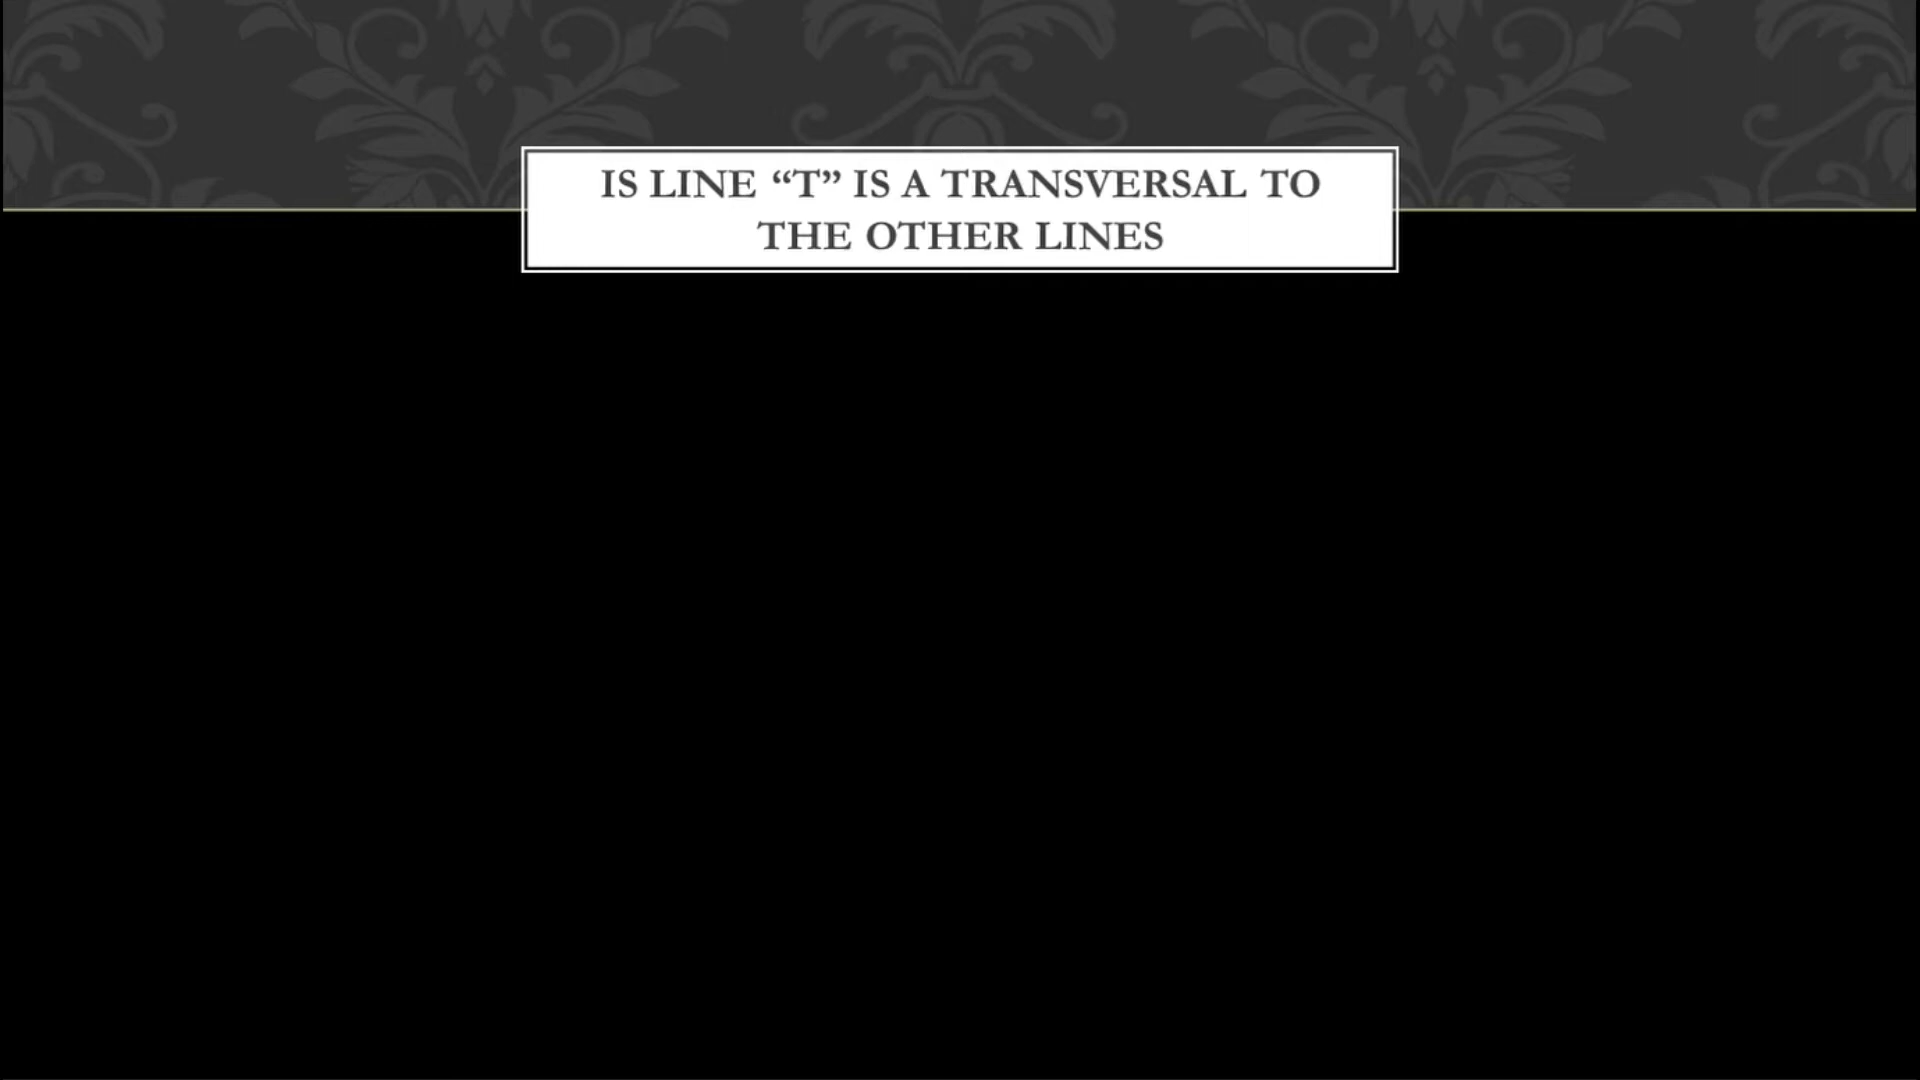 IS LINE “T” IS A TRANSVERSAL TO
THE OTHER LINES